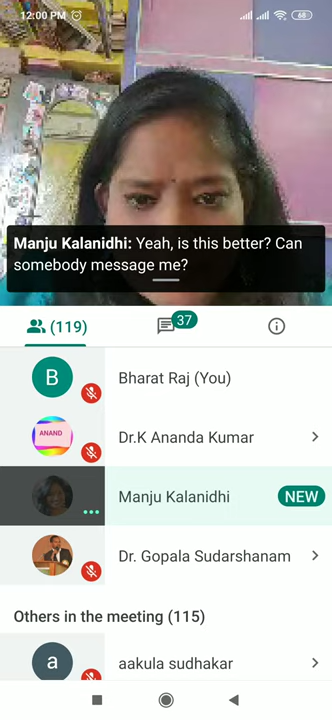 12:00 PM
68
Manju Kalanidhi: Yeah, is this better? Can
somebody message me?
(119)
37
B
Bharat Raj (You)
ANAND
Dr.K Ananda Kumar
Manju Kalanidhi
NEW
Dr. Gopala Sudarshanam
Others in the meeting (115)
a
aakula sudhakar